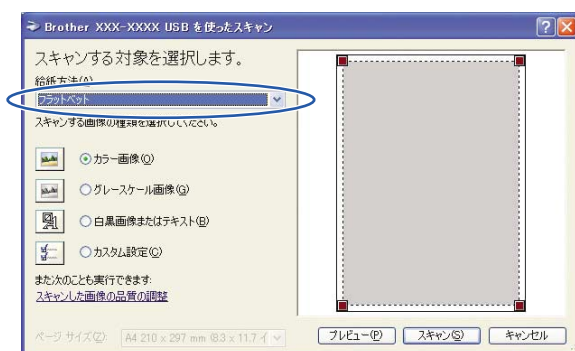 Brother XXX-XXXX USB を使ったスキャン
スキャンする対象を選択します。
給紙方法(A)
フラットベット
スキャンする画像の種類を選択してください。
カラー画像(O)
グレースケール画像(G)
白黒画像またはテキスト(B)
カスタム設定(C)
また次のことも実行できます:
スキャンした画像の品質の調整
ページ サイズ(Z): A4 210 x 297 mm (8.3 x 11.7 イ
プレビュー(P) スキャン(S) キャンセル